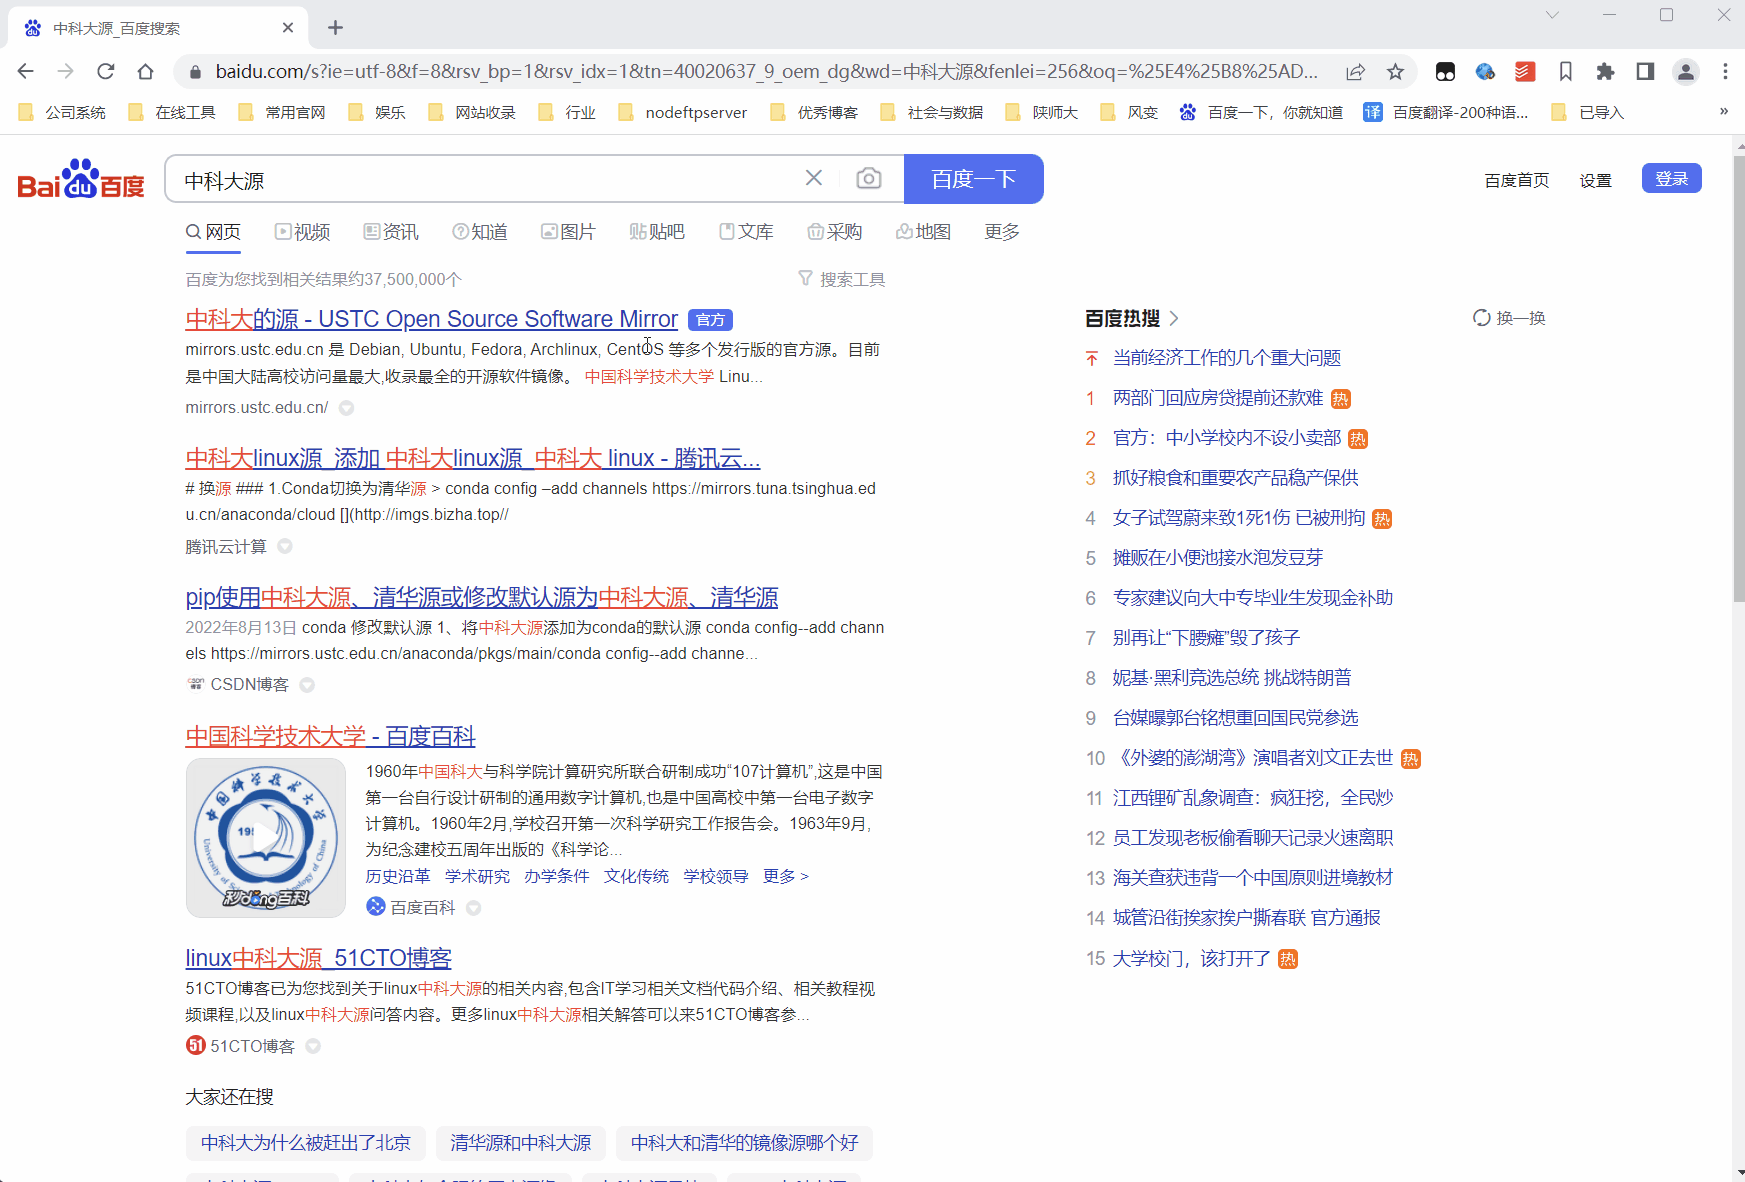 中科大源_百度搜索
baidu.com/s?ie=utf-8&f=8&rsv_bp=1&rsv_idx=1&tn=40020637_9_oem_dg&wd=中科大源&fenlei=256&oq=%25E4%25B8%25AD...
公司系统 在线工具 常用官网 娱乐 网站收录 行业 nodeftpserver 优秀博客 社会与数据 陕师大 风变 百度一下，你就知道 译 百度翻译-200种语... 已导入 »
Bai du 百度 中科大源 百度一下 百度首页 设置 登录
网页 视频 资讯 知道 图片 贴吧 文库 采购 地图 更多
百度为您找到相关结果约37,500,000个 搜索工具
中科大的源 - USTC Open Source Software Mirror 官方
mirrors.ustc.edu.cn 是 Debian, Ubuntu, Fedora, Archlinux, CentOS 等多个发行版的官方源。目前
是中国大陆高校访问量最大,收录最全的开源软件镜像。 中国科学技术大学 Linu...
mirrors.ustc.edu.cn/
中科大linux源_添加 中科大linux源_中科大 linux - 腾讯云...
# 换源 ### 1.Conda切换为清华源 > conda config –add channels https://mirrors.tuna.tsinghua.ed
u.cn/anaconda/cloud [](http://imgs.bizha.top//
腾讯云计算
pip使用中科大源、清华源或修改默认源为中科大源、清华源
2022年8月13日 conda 修改默认源 1、将中科大源添加为conda的默认源 conda config--add chann
els https://mirrors.ustc.edu.cn/anaconda/pkgs/main/conda config--add channe...
CSDN博客
中国科学技术大学 - 百度百科
1960年中国科大与科学院计算研究所联合研制成功“107计算机”,这是中国
第一台自行设计研制的通用数字计算机,也是中国高校中第一台电子数字
计算机。1960年2月,学校召开第一次科学研究工作报告会。1963年9月,
为纪念建校五周年出版的《科学论...
历史沿革 学术研究 办学条件 文化传统 学校领导 更多 >
百度百科
秒dong百科
linux中科大源_51CTO博客
51CTO博客已为您找到关于linux中科大源的相关内容,包含IT学习相关文档代码介绍、相关教程视
频课程,以及linux中科大源问答内容。更多linux中科大源相关解答可以来51CTO博客参...
51 51CTO博客
大家还在搜
中科大为什么被赶出了北京 清华源和中科大源 中科大和清华的镜像源哪个好
百度热搜 > 换一换
当前经济工作的几个重大问题
1 两部门回应房贷提前还款难 热
2 官方：中小学校内不设小卖部 热
3 抓好粮食和重要农产品稳产保供
4 女子试驾蔚来致1死1伤 已被刑拘 热
5 摊贩在小便池接水泡发豆芽
6 专家建议向大中专毕业生发现金补助
7 别再让“下腰瘫”毁了孩子
8 妮基·黑利竞选总统 挑战特朗普
9 台媒曝郭台铭想重回国民党参选
10 《外婆的澎湖湾》演唱者刘文正去世 热
11 江西锂矿乱象调查：疯狂挖，全民炒
12 员工发现老板偷看聊天记录火速离职
13 海关查获违背一个中国原则进境教材
14 城管沿街挨家挨户撕春联 官方通报
15 大学校门，该打开了 热